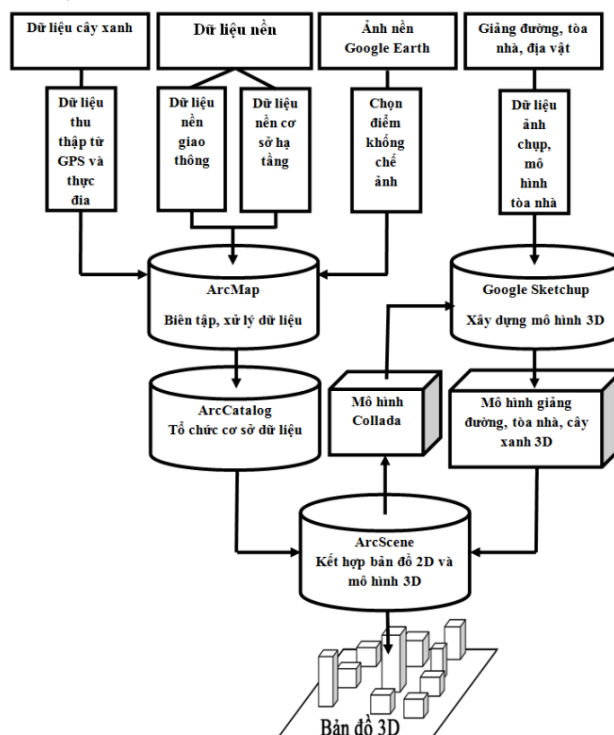 Dữ liệu cây xanh
Dữ liệu nền
Ảnh nền
Google Earth
Giảng đường, tòa
nhà, địa vật
Dữ liệu
thu
thập từ
GPS và
thực
đia
Dữ liệu
nền
giao
thông
Dữ liệu
nền cơ
sở hạ
tầng
Chọn
điểm
khống
chế
ảnh
Dữ liệu
ảnh
chụp,
mô
hình
tòa nhà
ArcMap
Biên tập, xử lý dữ liệu
Google Sketchup
Xây dựng mô hình 3D
ArcCatalog
Tổ chức cơ sở dữ liệu
Mô hình
Collada
Mô hình giảng
đường, tòa nhà, cây
xanh 3D
ArcScene
Kết hợp bản đồ 2D và
mô hình 3D
Bản đồ 3D